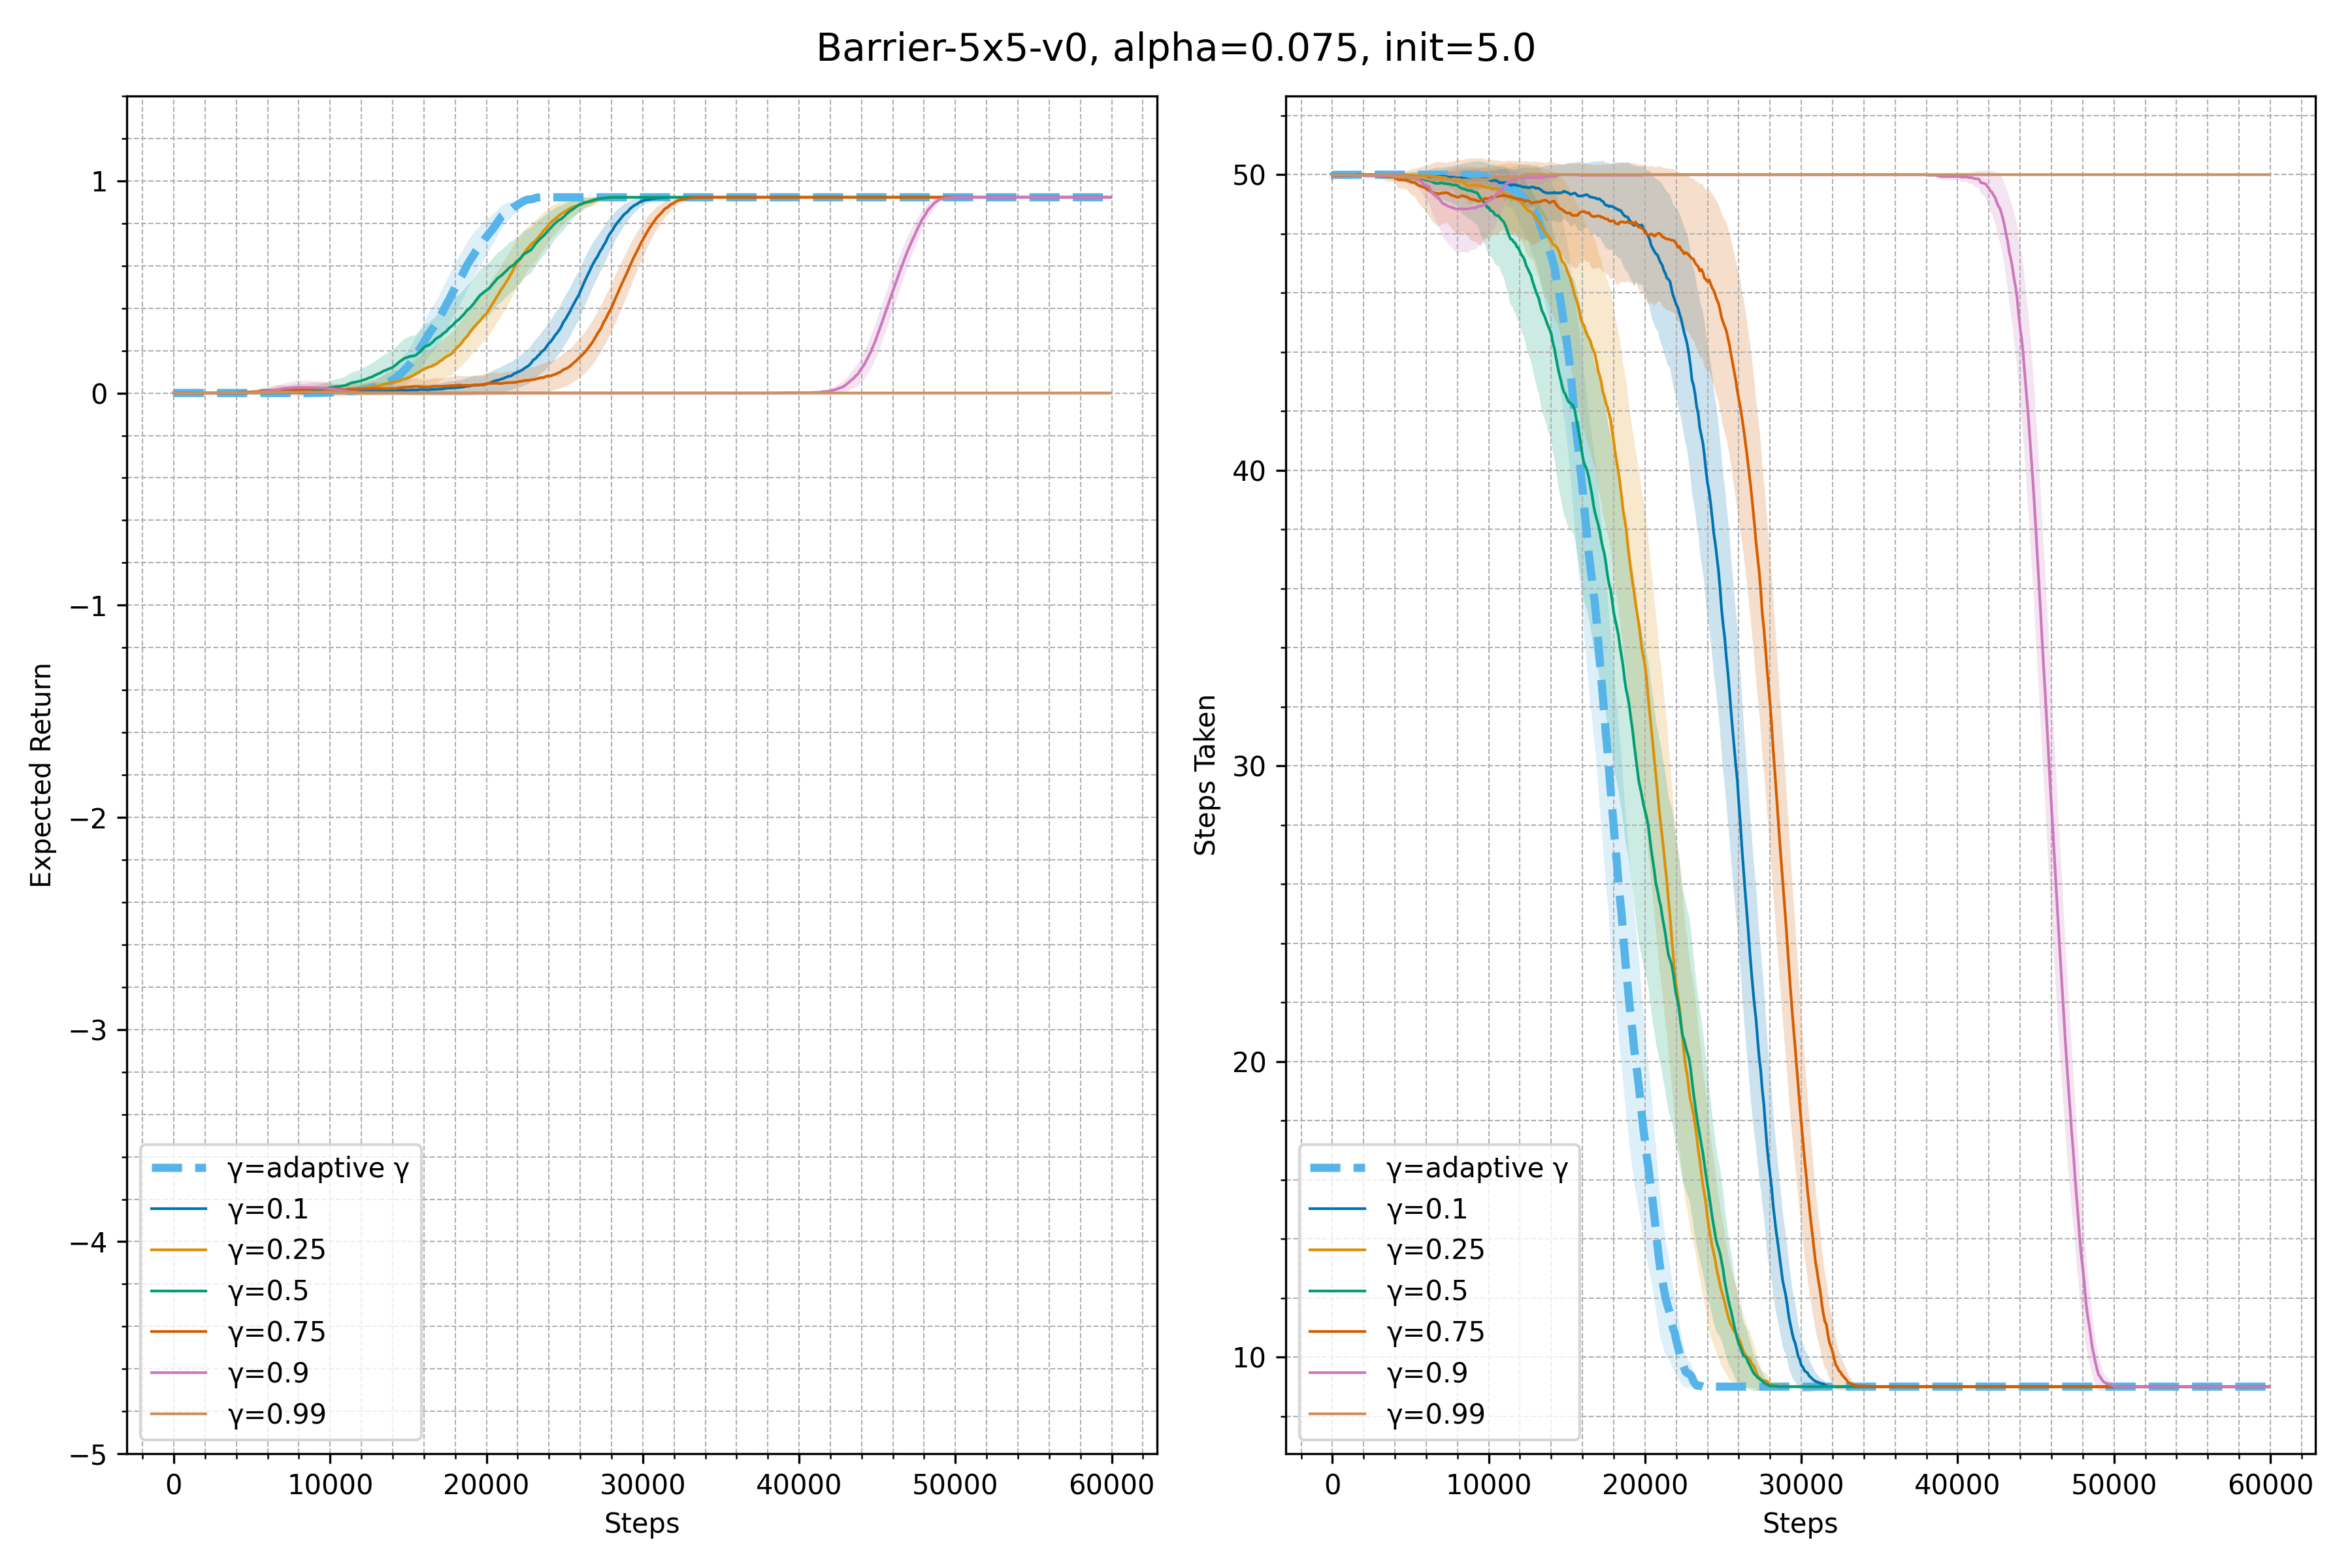 Barrier-5x5-v0, alpha=0.075, init=5.0
Expected Return
1
0
−1
−2
−3
−4
−5
γ=adaptive γ
γ=0.1
γ=0.25
γ=0.5
γ=0.75
γ=0.9
γ=0.99
0 10000 20000 30000 40000 50000 60000
Steps
Steps Taken
50
40
30
20
10
γ=adaptive γ
γ=0.1
γ=0.25
γ=0.5
γ=0.75
γ=0.9
γ=0.99
0 10000 20000 30000 40000 50000 60000
Steps